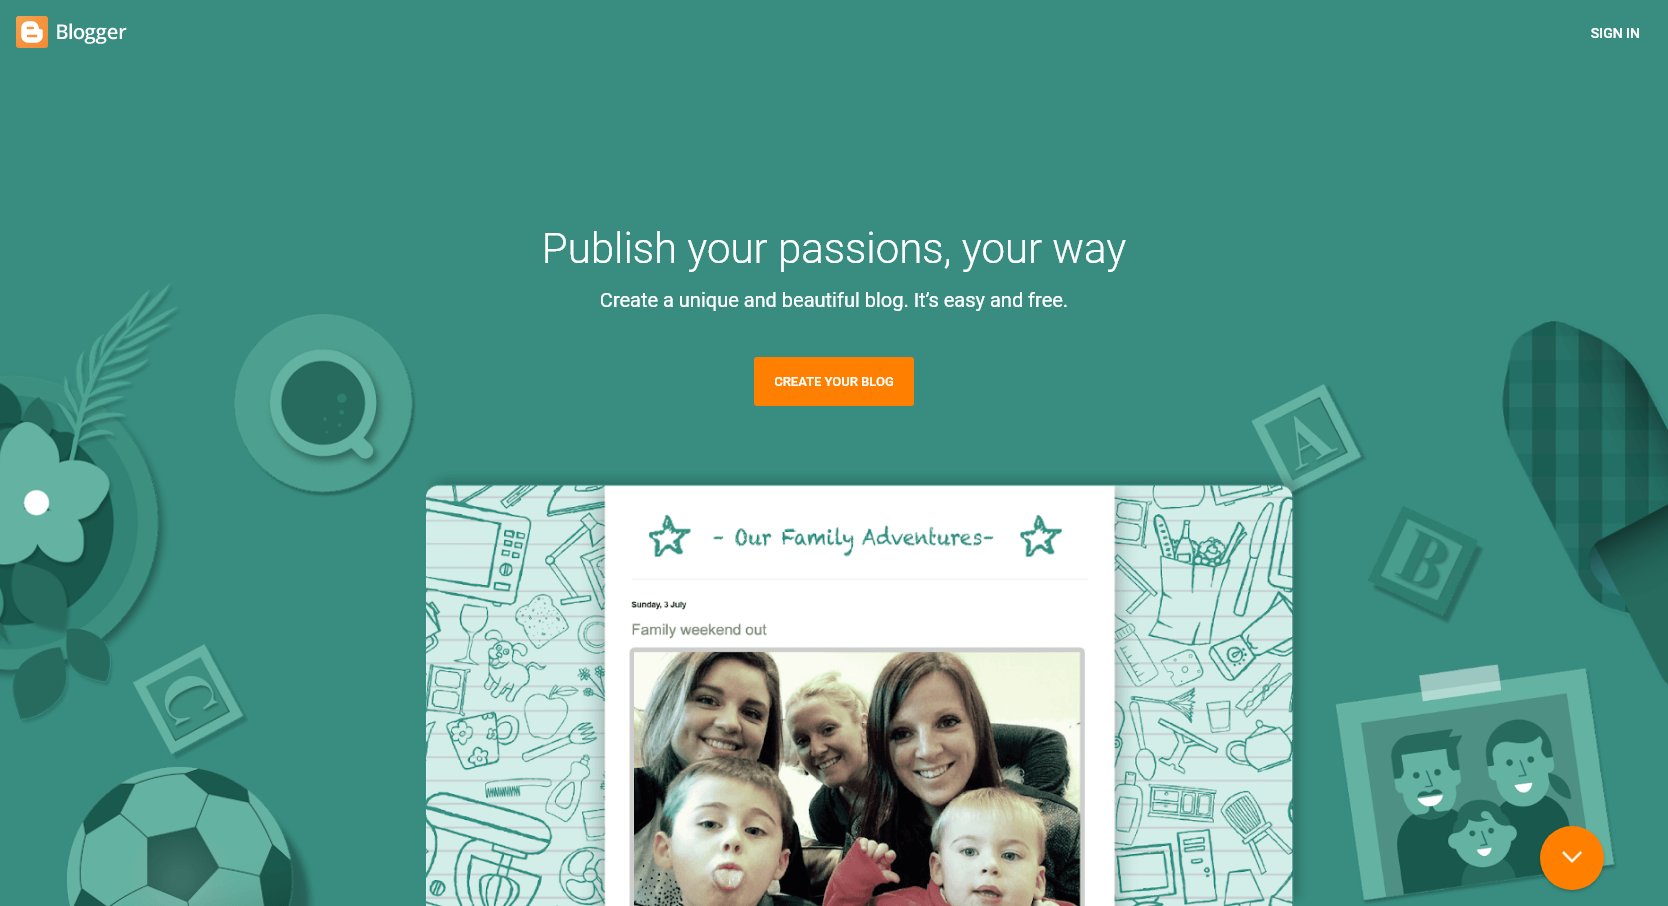 Blogger
SIGN IN
Publish your passions, your way
Create a unique and beautiful blog. It’s easy and free.
CREATE YOUR BLOG
A
- Our Family Adventures-
B
Sunday, 3 July
Family weekend out
C